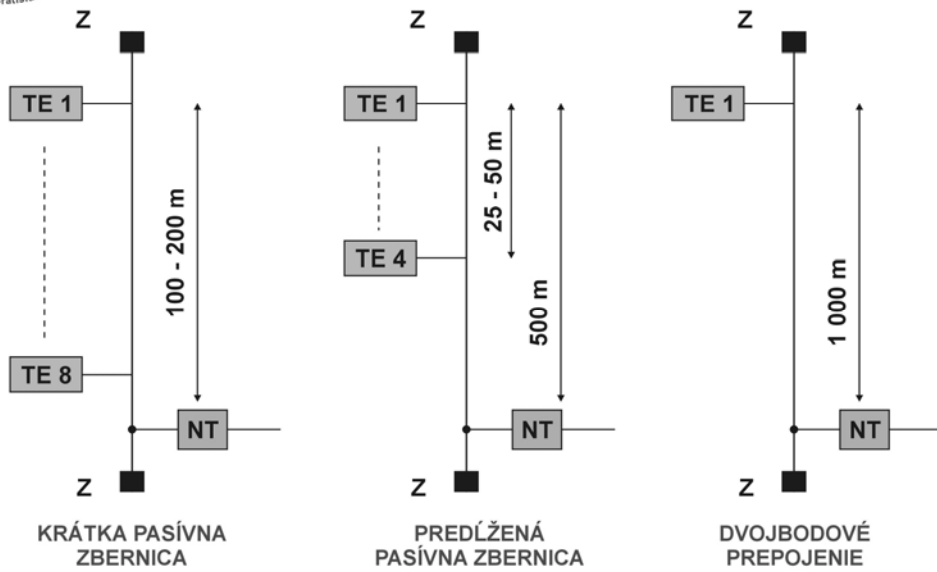 Z
TE 1
TE 8
100 - 200 m
NT
Z
KRÁTKA PASÍVNA
ZBERNICA
Z
TE 1
TE 4
25 - 50 m
500 m
NT
Z
PREDĹŽENÁ
PASÍVNA ZBERNICA
Z
TE 1
1 000 m
NT
Z
DVOJBODOVÉ
PREPOJENIE